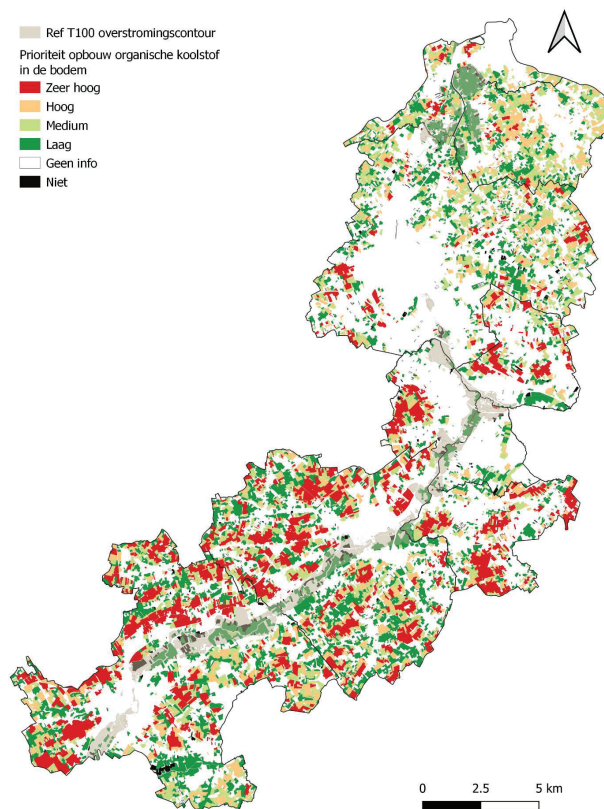 Ref T100 overstromingscontour
Prioriteit opbouw organische koolstof
in de bodem
Zeer hoog
Hoog
Medium
Laag
Geen info
Niet
0 2.5 5 km